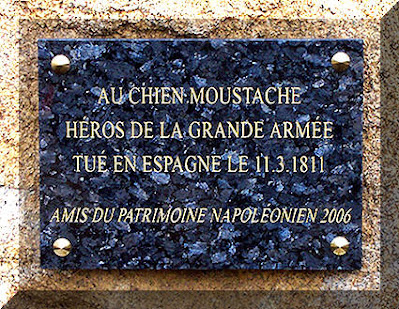 AU CHIEN MOUSTACHE
HÉROS DE LA GRANDE ARMÉE
TUÉ EN ESPAGNE LE 11.3.1811
AMIS DU PATRIMOINE NAPOLÉONIEN 2006